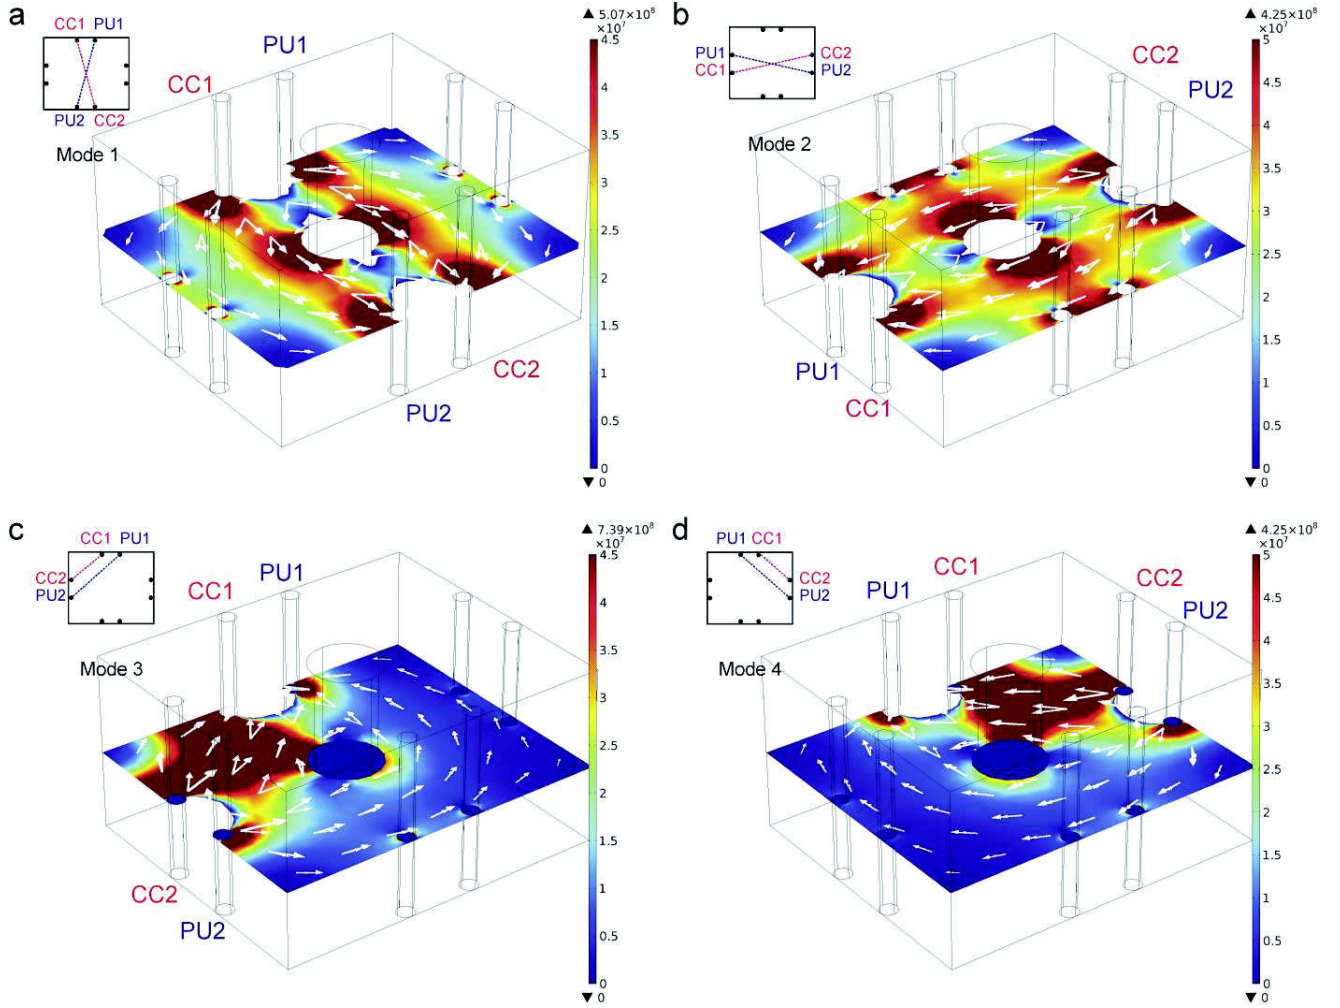 a
CC1 PU1
PU2 CC2
Mode 1
PU1
CC1
CC2
PU2
▲ 5.07×10⁸
×10⁷
4.5
4
3.5
3
2.5
2
1.5
1
0.5
0
▼ 0
b
PU1 CC2
CC1 PU2
Mode 2
CC2
PU2
PU1
CC1
▲ 4.25×10⁸
×10⁷
5
4.5
4
3.5
3
2.5
2
1.5
1
0.5
0
▼ 0
c
CC1 PU1
CC2
PU2
Mode 3
PU1
CC1
CC2
PU2
▲ 7.39×10⁸
×10⁷
4.5
4
3.5
3
2.5
2
1.5
1
0.5
0
▼ 0
d
PU1 CC1
CC2
PU2
Mode 4
CC1
PU1
CC2
PU2
▲ 4.25×10⁸
×10⁷
5
4.5
4
3.5
3
2.5
2
1.5
1
0.5
0
▼ 0